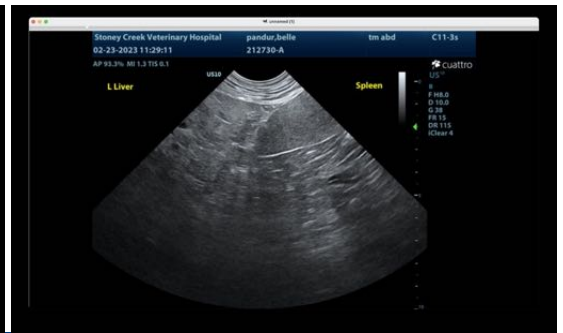 unnamed (1)
Stoney Creek Veterinary Hospital pandur,belle tm abd C11-3s
02-23-2023 11:29:11 212730-A
AP 93.3% MI 1.3 TIS 0.1
cuattro
US10
L Liver
Spleen
II
F H8.0
D 10.0
G 38
FR 15
DR 115
iClear 4